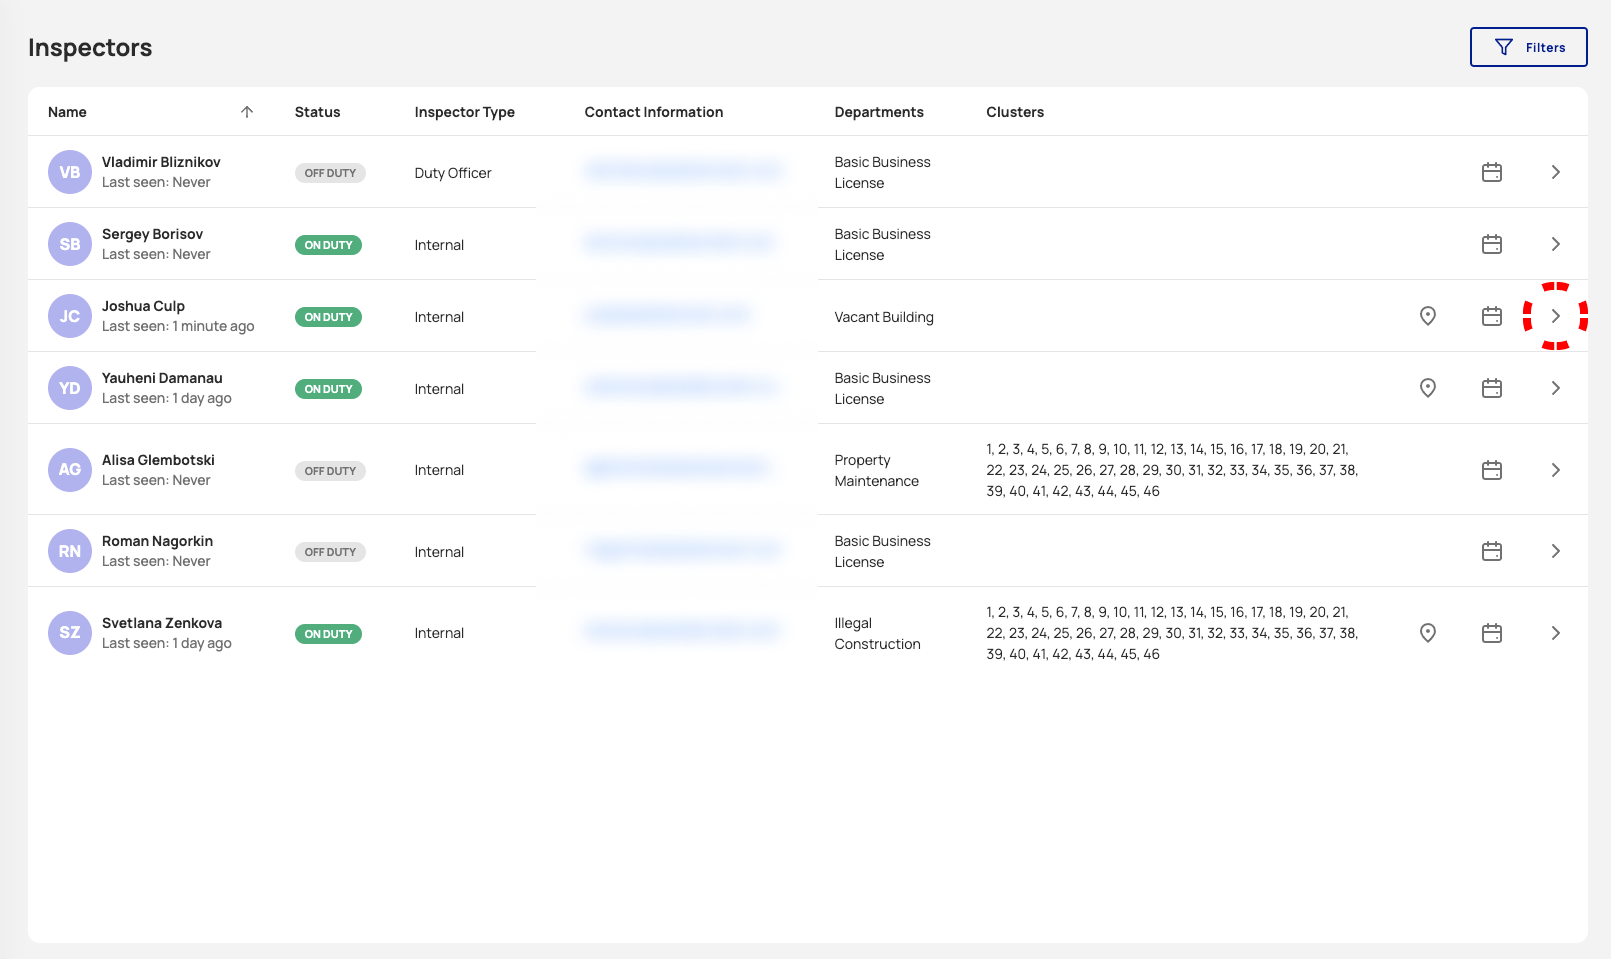 Inspectors
Filters
Name Status Inspector Type Contact Information Departments Clusters
VB Vladimir Bliznikov
Last seen: Never
OFF DUTY Duty Officer
Basic Business
License
SB Sergey Borisov
Last seen: Never
ON DUTY Internal
Basic Business
License
JC Joshua Culp
Last seen: 1 minute ago
ON DUTY Internal Vacant Building
YD Yauheni Damanau
Last seen: 1 day ago
ON DUTY Internal
Basic Business
License
AG Alisa Glembotski
Last seen: Never
OFF DUTY Internal
Property
Maintenance
1, 2, 3, 4, 5, 6, 7, 8, 9, 10, 11, 12, 13, 14, 15, 16, 17, 18, 19, 20, 21,
22, 23, 24, 25, 26, 27, 28, 29, 30, 31, 32, 33, 34, 35, 36, 37, 38,
39, 40, 41, 42, 43, 44, 45, 46
RN Roman Nagorkin
Last seen: Never
OFF DUTY Internal
Basic Business
License
SZ Svetlana Zenkova
Last seen: 1 day ago
ON DUTY Internal
Illegal
Construction
1, 2, 3, 4, 5, 6, 7, 8, 9, 10, 11, 12, 13, 14, 15, 16, 17, 18, 19, 20, 21,
22, 23, 24, 25, 26, 27, 28, 29, 30, 31, 32, 33, 34, 35, 36, 37, 38,
39, 40, 41, 42, 43, 44, 45, 46